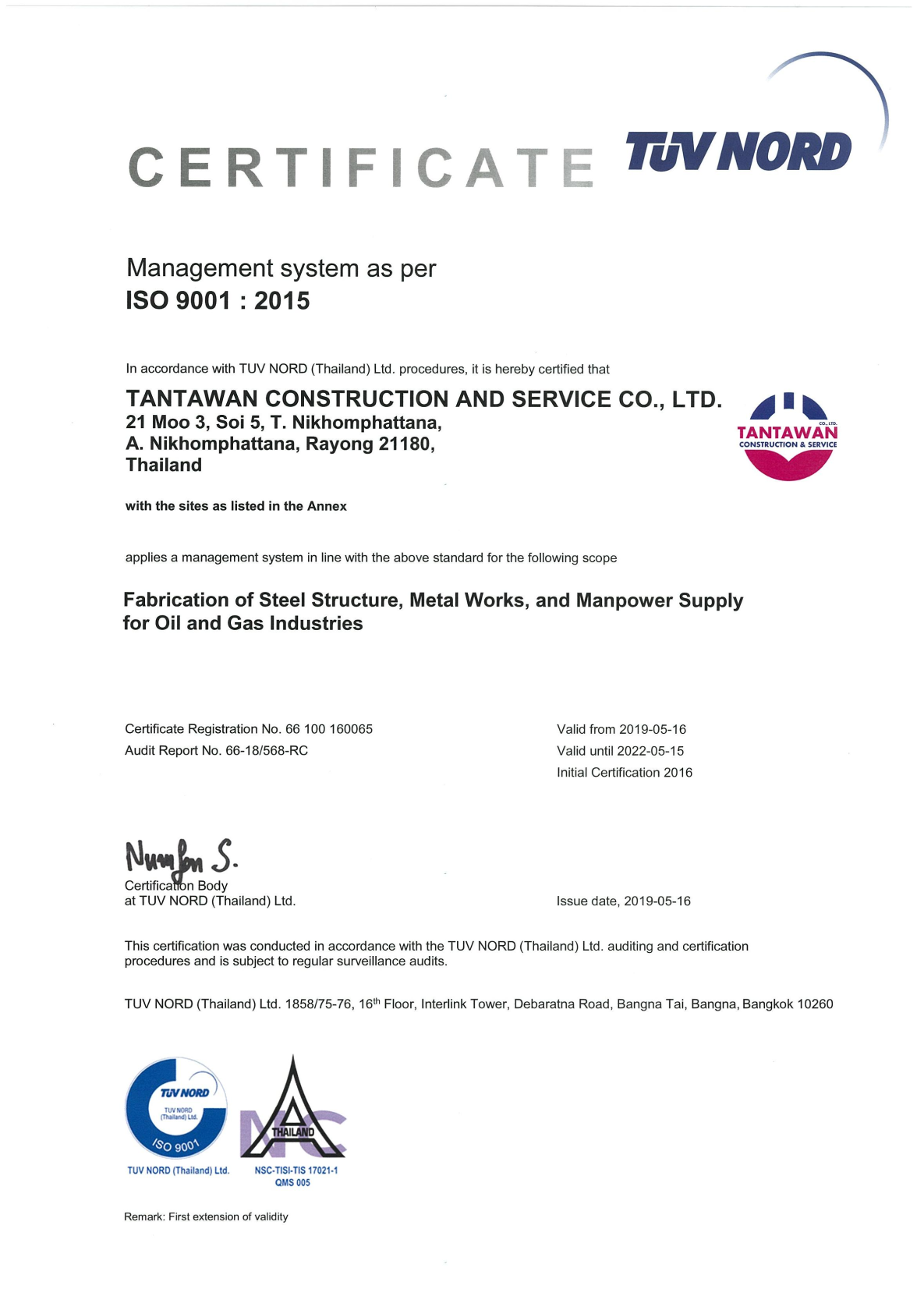 TÜV NORD
CERTIFICATE
Management system as per
ISO 9001 : 2015
In accordance with TUV NORD (Thailand) Ltd. procedures, it is hereby certified that
TANTAWAN CONSTRUCTION AND SERVICE CO., LTD.
21 Moo 3, Soi 5, T. Nikhomphattana,
A. Nikhomphattana, Rayong 21180,
Thailand
CO., LTD.
TANTAWAN
CONSTRUCTION & SERVICE
with the sites as listed in the Annex
applies a management system in line with the above standard for the following scope
Fabrication of Steel Structure, Metal Works, and Manpower Supply
for Oil and Gas Industries
Certificate Registration No. 66 100 160065
Audit Report No. 66-18/568-RC
Valid from 2019-05-16
Valid until 2022-05-15
Initial Certification 2016
Numfon S.
Certification Body
at TUV NORD (Thailand) Ltd.
Issue date, 2019-05-16
This certification was conducted in accordance with the TUV NORD (Thailand) Ltd. auditing and certification
procedures and is subject to regular surveillance audits.
TUV NORD (Thailand) Ltd. 1858/75-76, 16th Floor, Interlink Tower, Debaratna Road, Bangna Tai, Bangna, Bangkok 10260
TÜV NORD
TUV NORD
(Thailand) Ltd.
ISO 9001
TUV NORD (Thailand) Ltd.
NAC
THAILAND
NSC-TISI-TIS 17021-1
QMS 005
Remark: First extension of validity